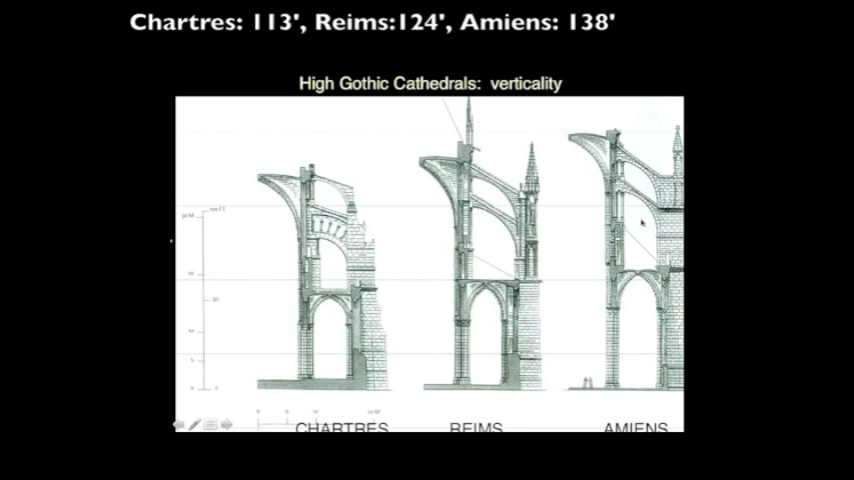 Chartres: 113', Reims:124', Amiens: 138'
High Gothic Cathedrals: verticality
CHARTRES REIMS AMIENS